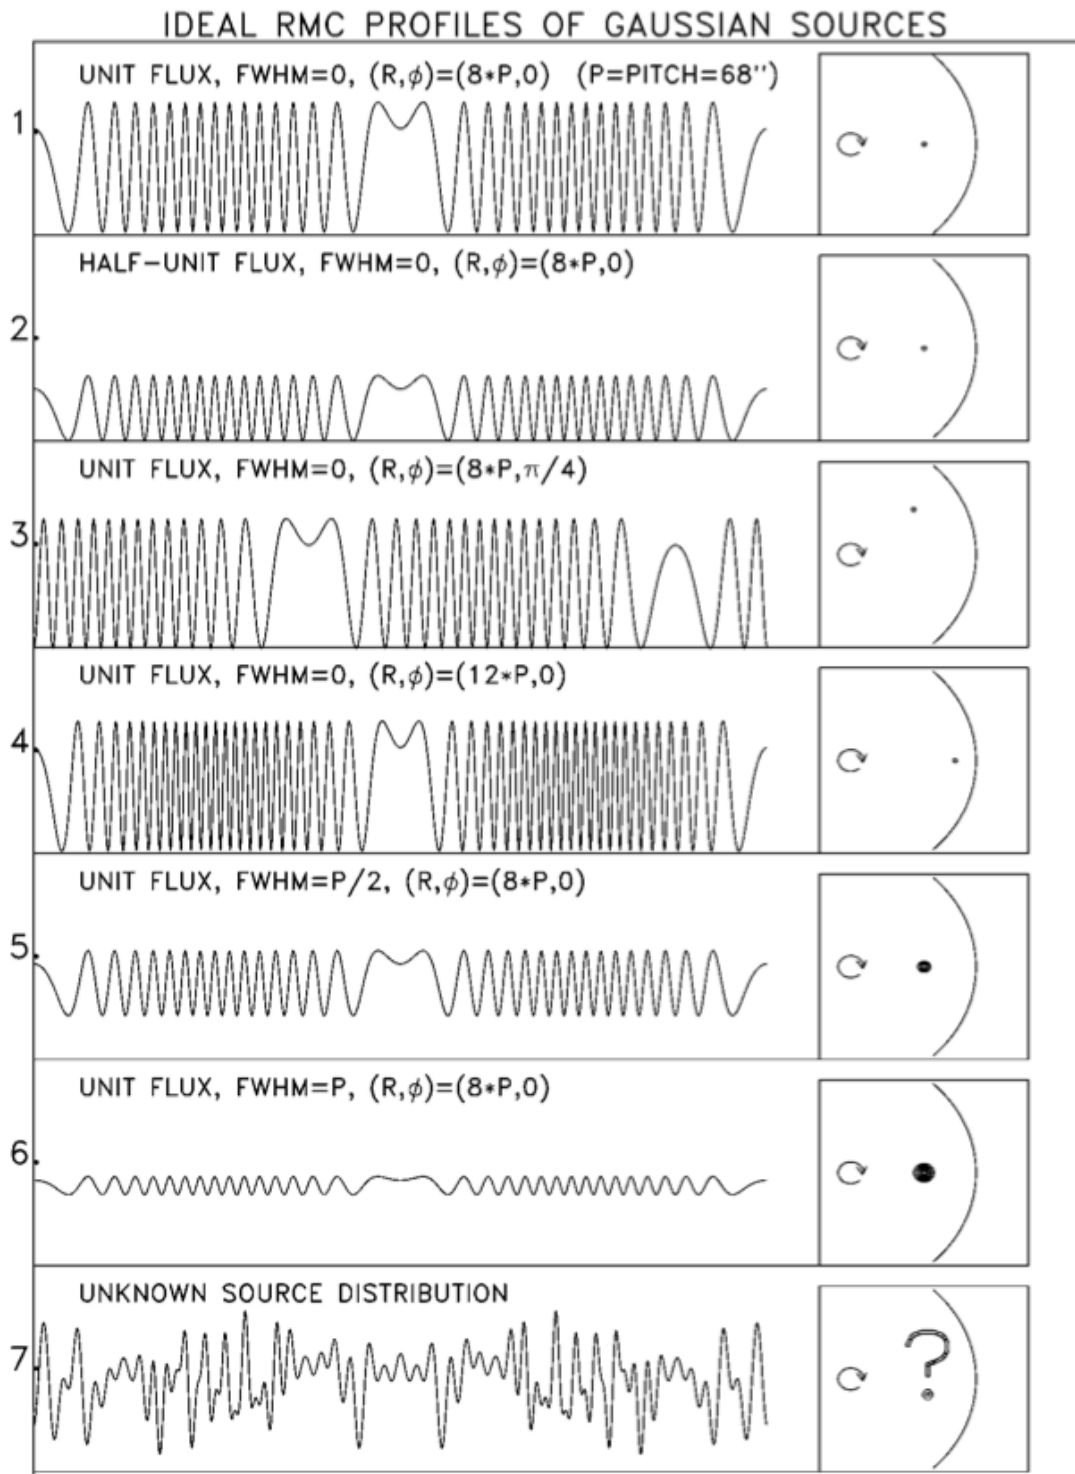 IDEAL RMC PROFILES OF GAUSSIAN SOURCES
UNIT FLUX, FWHM=0, (R,ϕ)=(8*P,0) (P=PITCH=68'')
1
HALF-UNIT FLUX, FWHM=0, (R,ϕ)=(8*P,0)
2
UNIT FLUX, FWHM=0, (R,ϕ)=(8*P,π/4)
3
UNIT FLUX, FWHM=0, (R,ϕ)=(12*P,0)
4
UNIT FLUX, FWHM=P/2, (R,ϕ)=(8*P,0)
5
UNIT FLUX, FWHM=P, (R,ϕ)=(8*P,0)
6
UNKNOWN SOURCE DISTRIBUTION
7
?